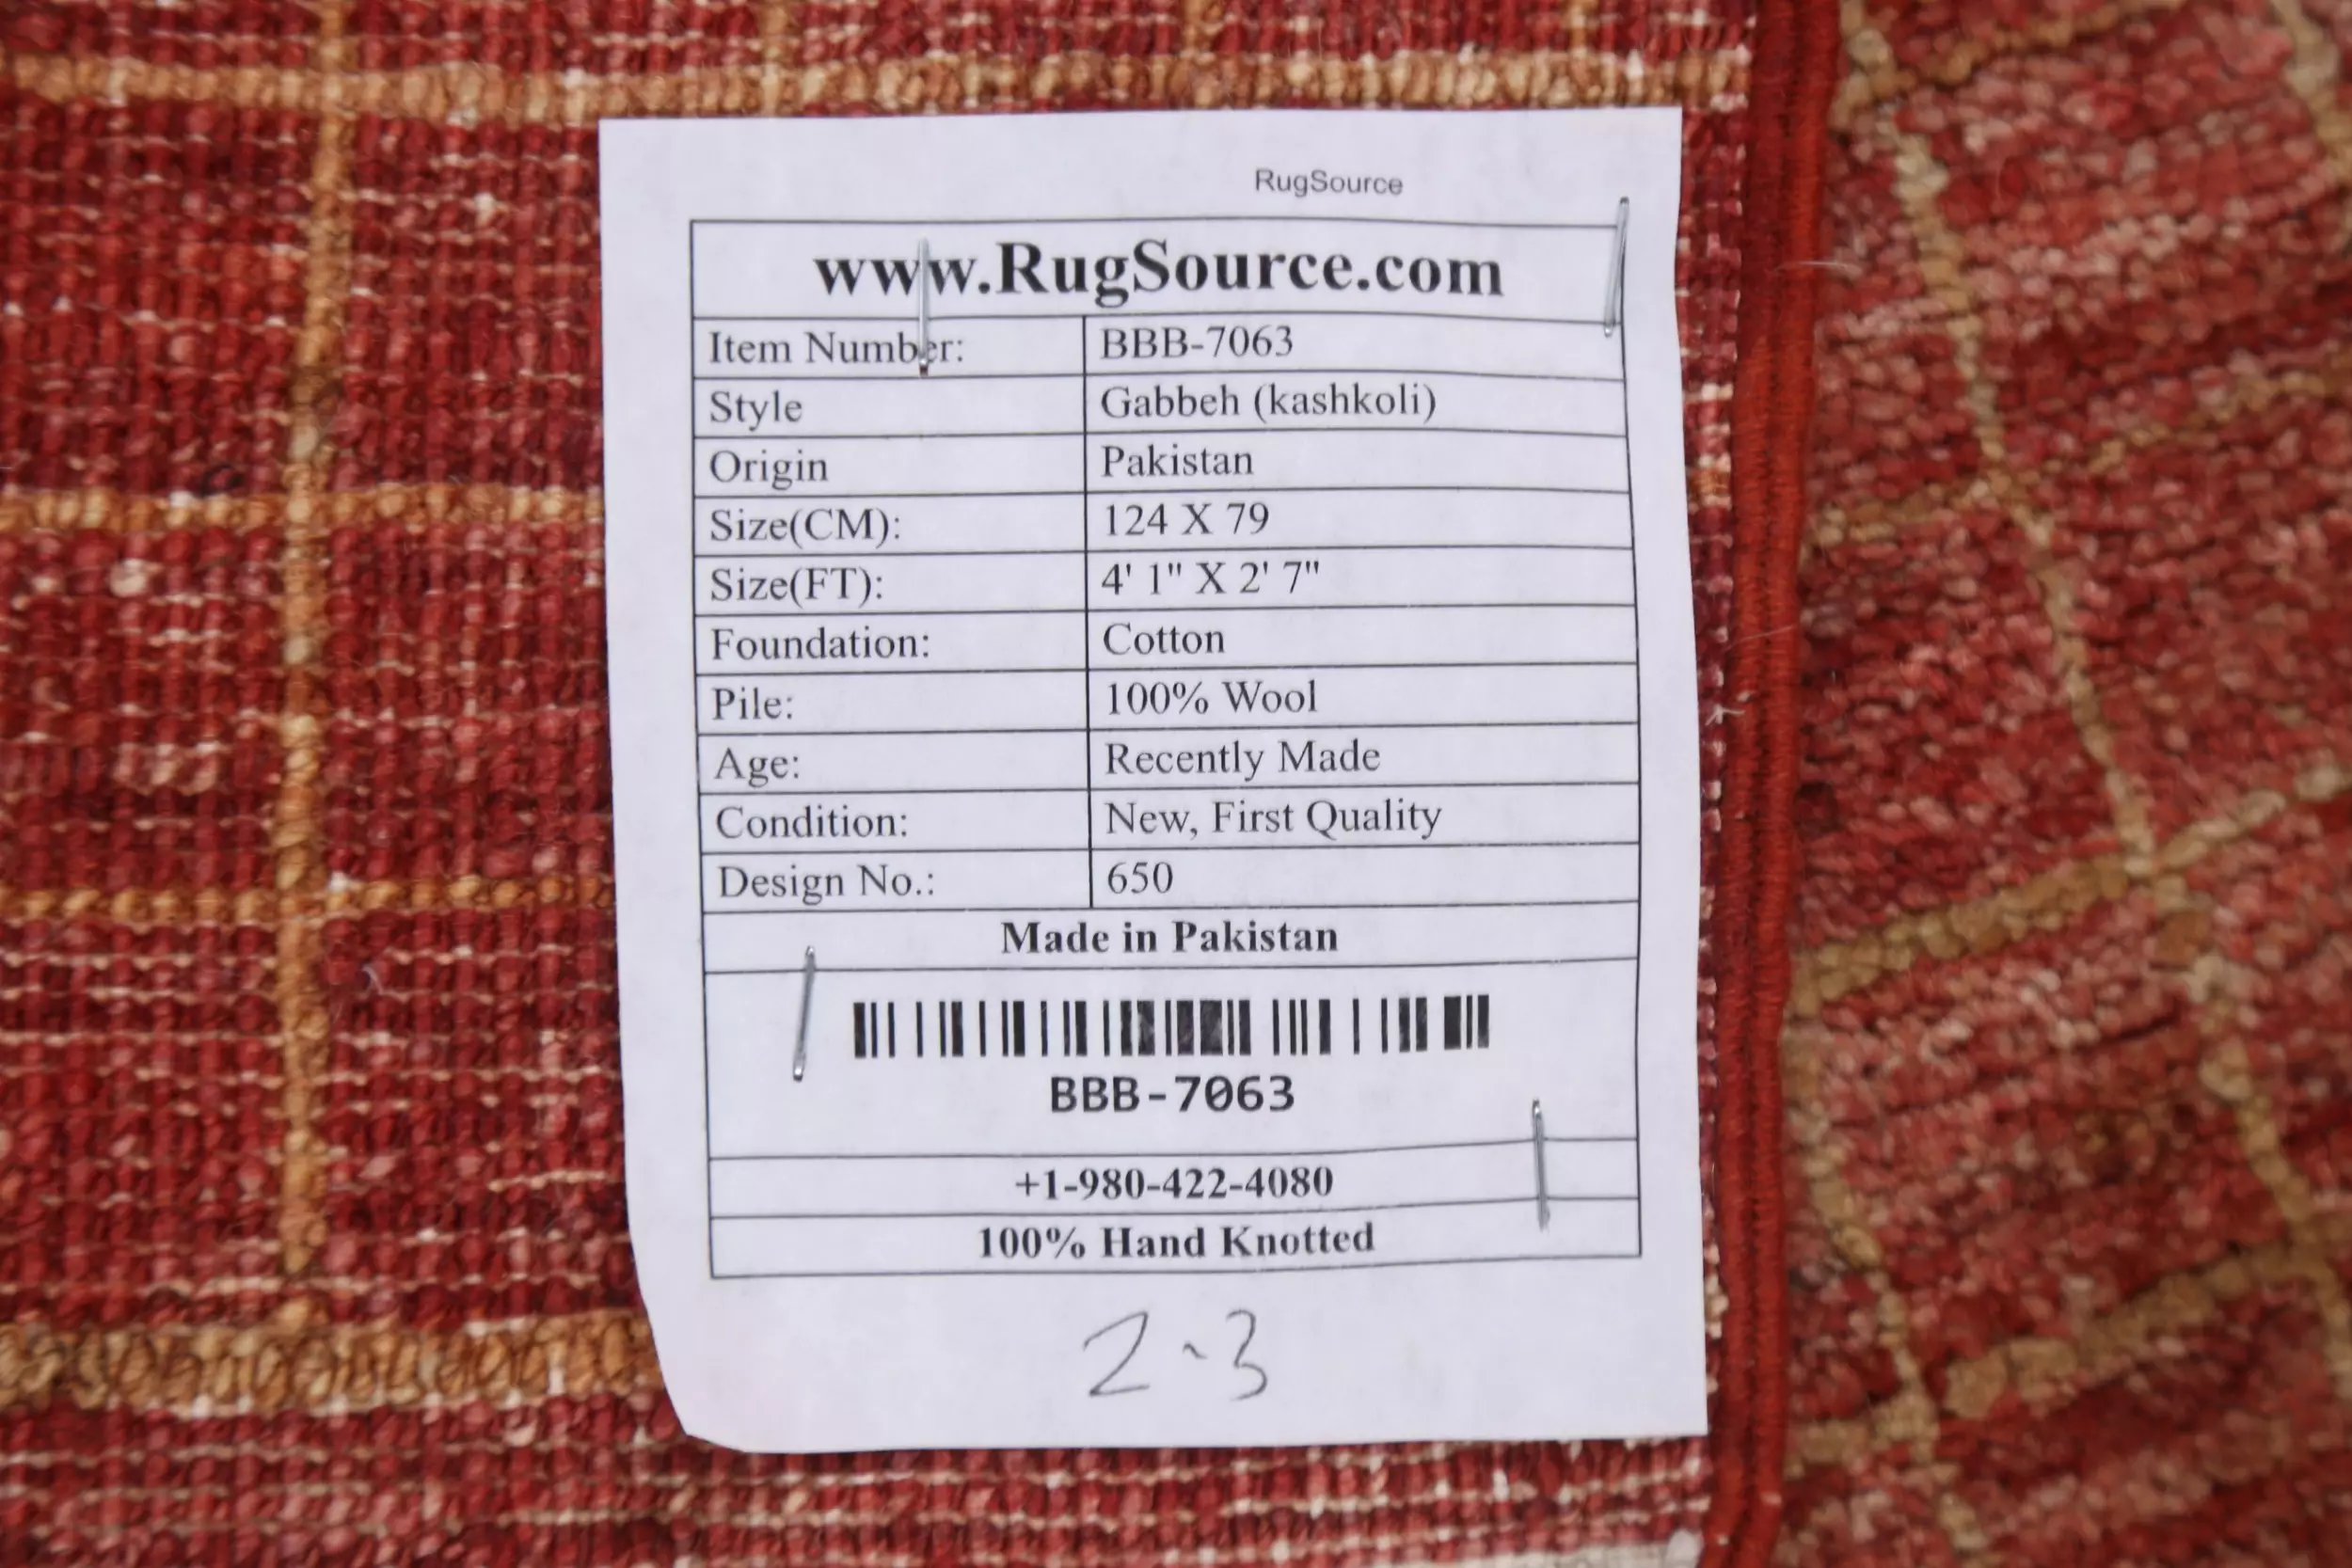 RugSource
www.RugSource.com
Item Number: BBB-7063
Style Gabbeh (kashkoli)
Origin Pakistan
Size(CM): 124 X 79
Size(FT): 4' 1" X 2' 7"
Foundation: Cotton
Pile: 100% Wool
Age: Recently Made
Condition: New, First Quality
Design No.: 650
Made in Pakistan
BBB-7063
+1-980-422-4080
100% Hand Knotted
2-3